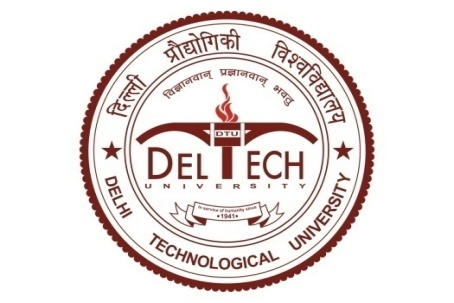 दिल्ली प्रौद्योगिकी विश्वविद्यालय
विज्ञानवान् प्रज्ञानवान् भवतु
DTU
DELTECH
UNIVERSITY
In service of humanity since
•1941•
★ DELHI TECHNOLOGICAL UNIVERSITY ★